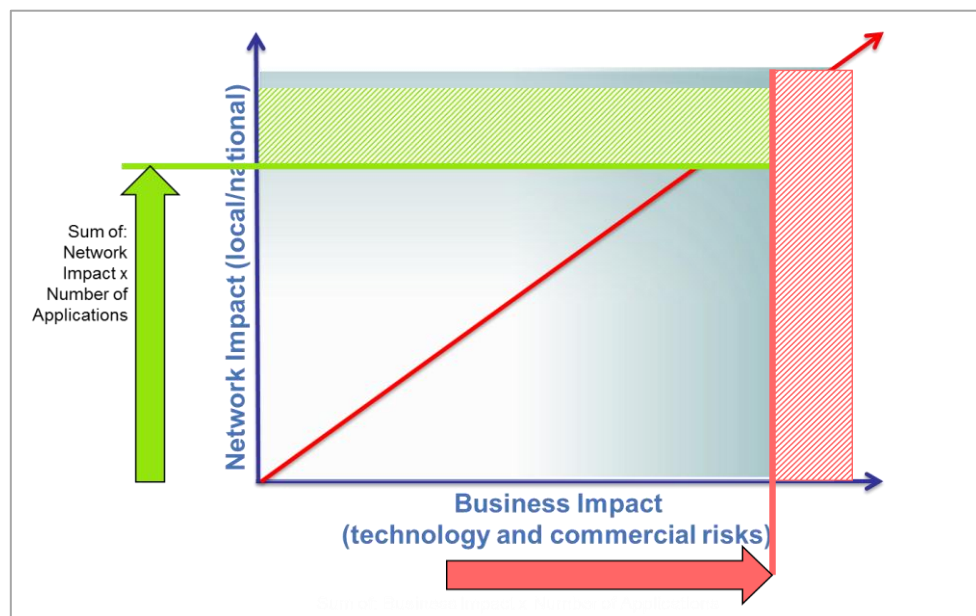 Network Impact (local/national)
Sum of:
Network
Impact x
Number of
Applications
Business Impact
(technology and commercial risks)